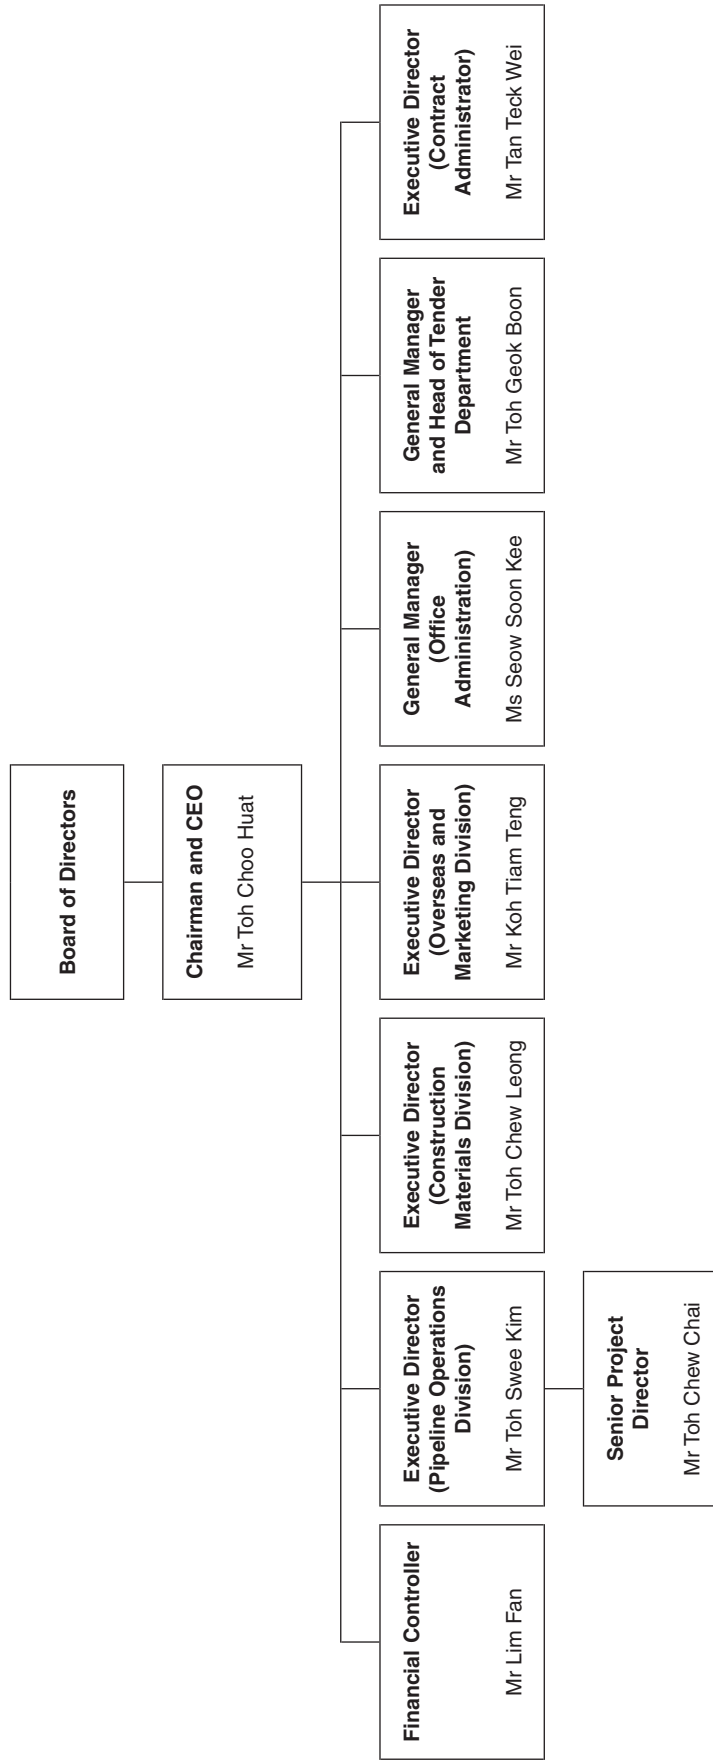 Board of Directors
Chairman and CEO
Mr Toh Choo Huat
Financial Controller
Mr Lim Fan
Executive Director
(Pipeline Operations
Division)
Mr Toh Swee Kim
Executive Director
(Construction
Materials Division)
Mr Toh Chew Leong
Executive Director
(Overseas and
Marketing Division)
Mr Koh Tiam Teng
General Manager
(Office
Administration)
Ms Seow Soon Kee
General Manager
and Head of Tender
Department
Mr Toh Geok Boon
Executive Director
(Contract
Administrator)
Mr Tan Teck Wei
Senior Project
Director
Mr Toh Chew Chai